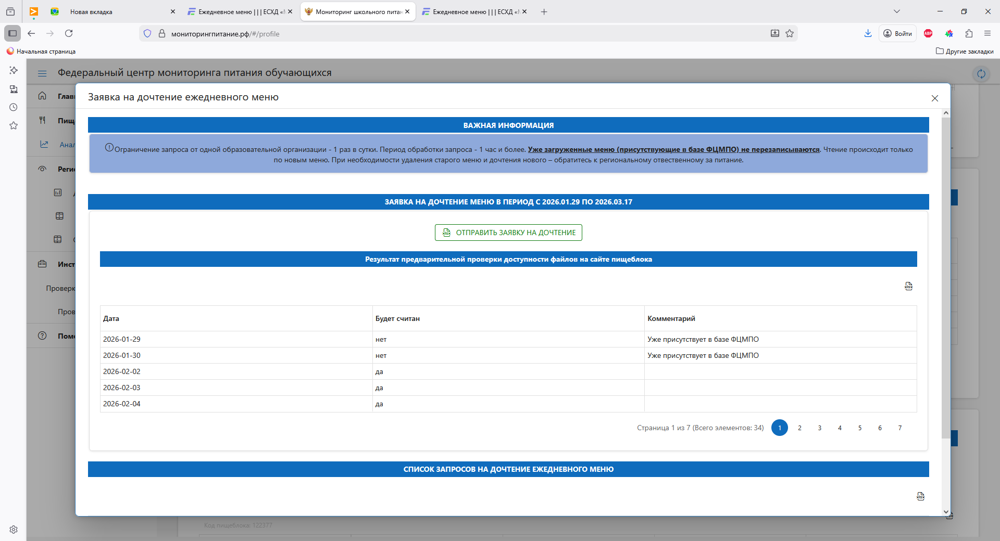 Новая вкладка
Ежедневное меню | | | ЕСХД «
Мониторинг школьного питан
Ежедневное меню | | | ЕСХД «
мониторингпитание.рф/#/profile
Войти
ABP
Начальная страница
Другие закладки
Федеральный центр мониторинга питания обучающихся
Глав
Пищ
Анал
Реги
Инст
Проверк
Пров
Пом
Заявка на дочтение ежедневного меню
ВАЖНАЯ ИНФОРМАЦИЯ
Ограничение запроса от одной образовательной организации - 1 раз в сутки. Период обработки запроса - 1 час и более. Уже загруженные меню (присутствующие в базе ФЦМПО) не перезаписываются. Чтение происходит только
по новым меню. При необходимости удаления старого меню и дочтения нового – обратитесь к региональному отвественному за питание.
ЗАЯВКА НА ДОЧТЕНИЕ МЕНЮ В ПЕРИОД С 2026.01.29 ПО 2026.03.17
xlsx ОТПРАВИТЬ ЗАЯВКУ НА ДОЧТЕНИЕ
Результат предварительной проверки доступности файлов на сайте пищеблока
xlsx
Дата Будет считан Комментарий
2026-01-29 нет Уже присутствует в базе ФЦМПО
2026-01-30 нет Уже присутствует в базе ФЦМПО
2026-02-02 да
2026-02-03 да
2026-02-04 да
Страница 1 из 7 (Всего элементов: 34) 1 2 3 4 5 6 7
СПИСОК ЗАПРОСОВ НА ДОЧТЕНИЕ ЕЖЕДНЕВНОГО МЕНЮ
xlsx
Код пищеблока: 122377